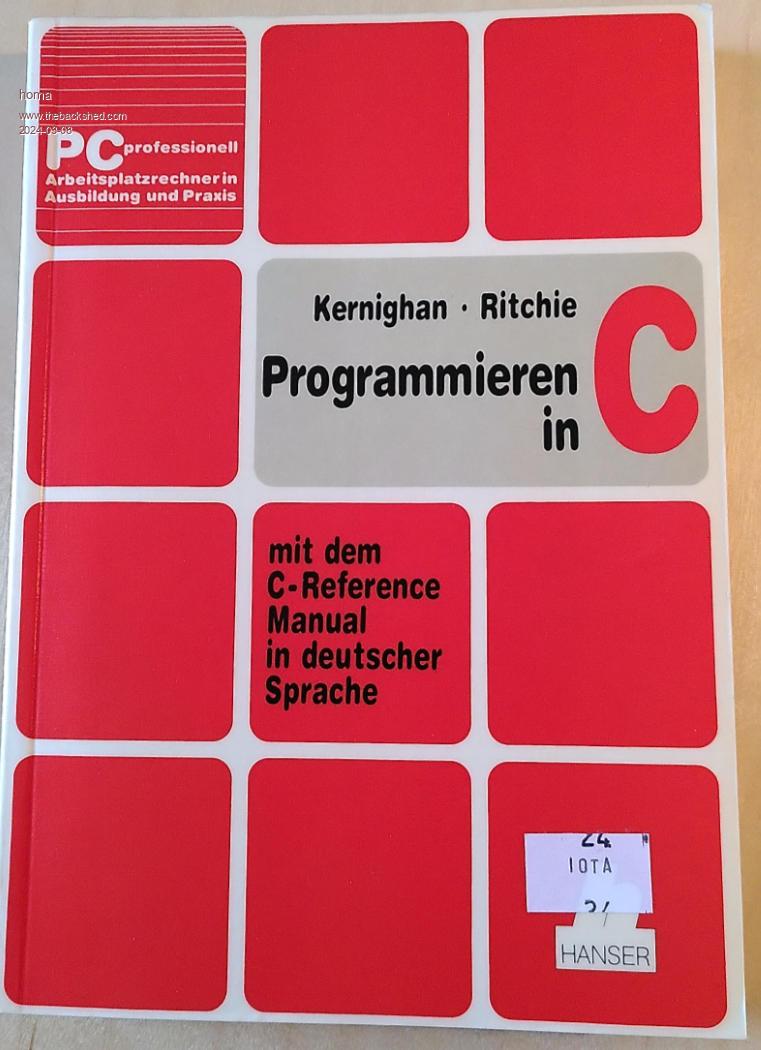 homa
www.thebackshed.com
2024-03-08
PC professionell
Arbeitsplatzrechner in
Ausbildung und Praxis
Kernighan · Ritchie
Programmieren
in
C
mit dem
C-Reference
Manual
in deutscher
Sprache
24
IOTA
HANSER